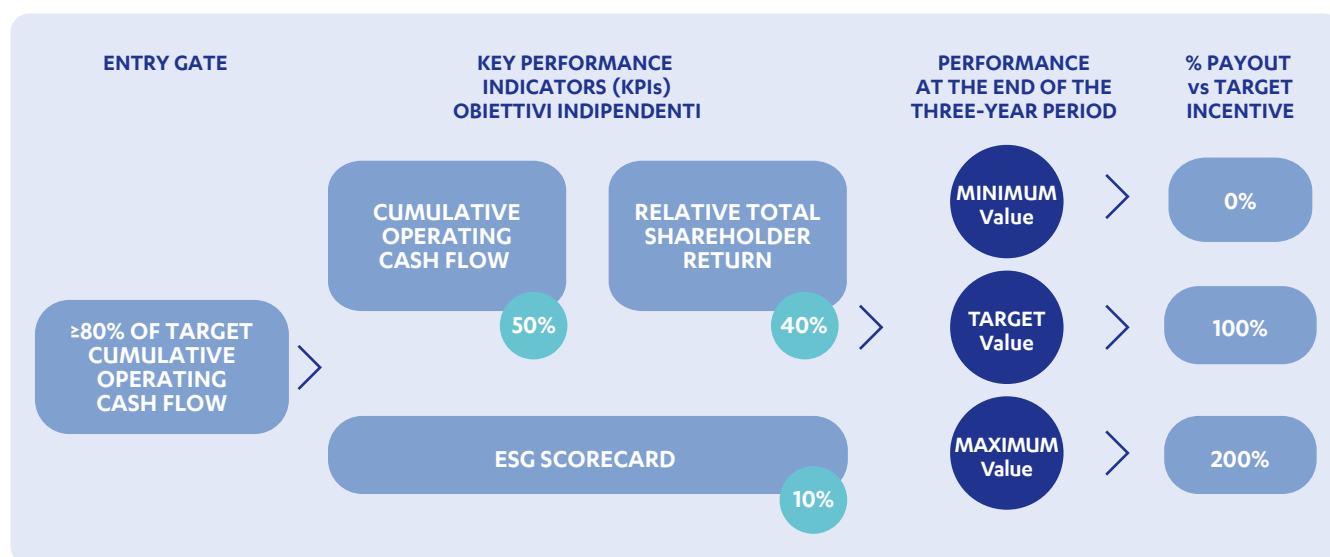 ENTRY GATE
KEY PERFORMANCE
INDICATORS (KPIs)
OBIETTIVI INDIPENDENTI
PERFORMANCE
AT THE END OF THE
THREE-YEAR PERIOD
% PAYOUT
vs TARGET
INCENTIVE
≥80% OF TARGET
CUMULATIVE
OPERATING
CASH FLOW
CUMULATIVE
OPERATING
CASH FLOW
50%
RELATIVE TOTAL
SHAREHOLDER
RETURN
40%
ESG SCORECARD
10%
MINIMUM
Value
0%
TARGET
Value
100%
MAXIMUM
Value
200%